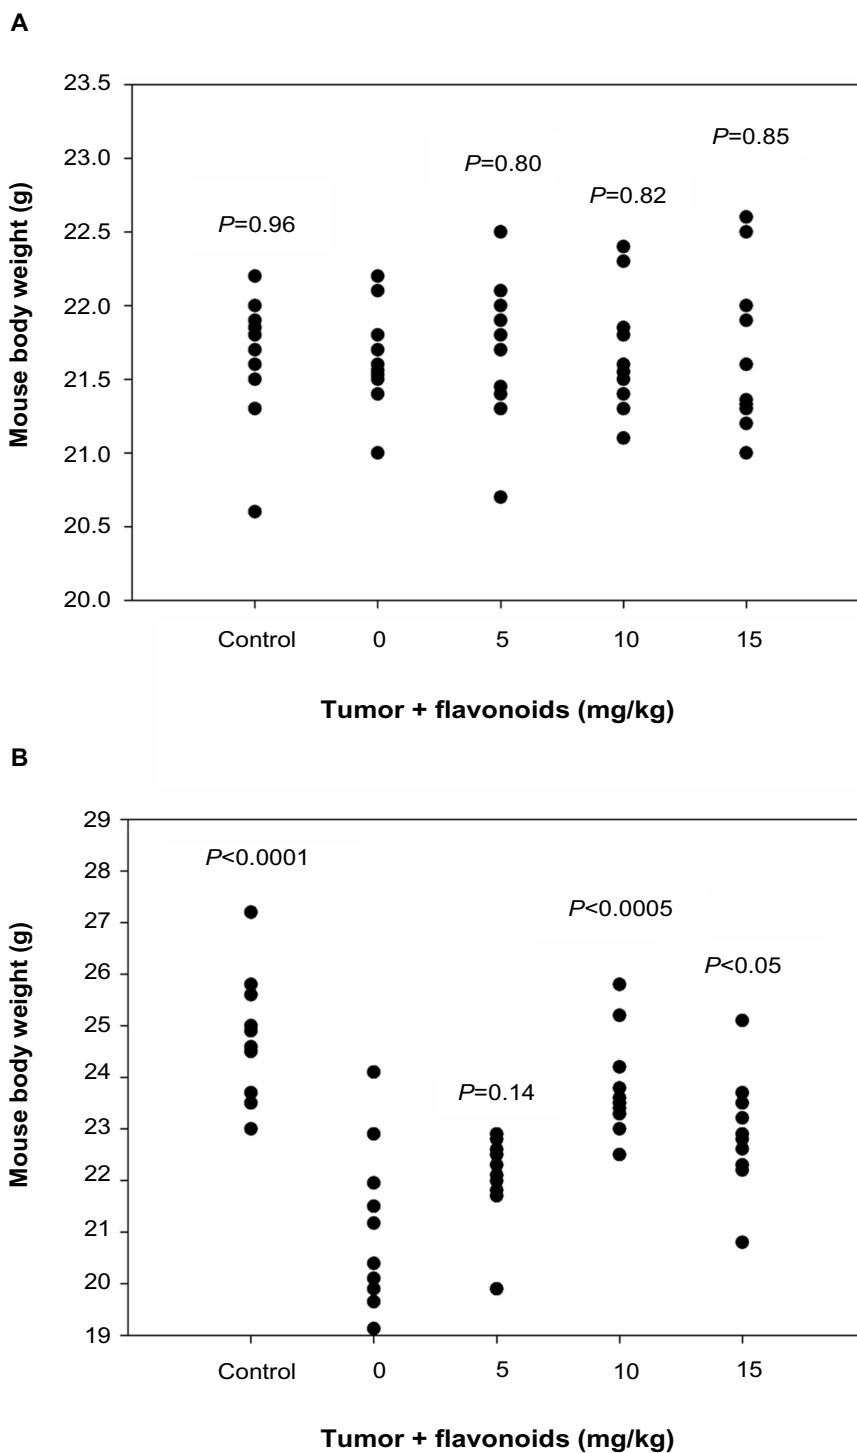 A
23.5
23.0
22.5
22.0
21.5
21.0
20.5
20.0
Mouse body weight (g)
P=0.96
P=0.80
P=0.82
P=0.85
Control 0 5 10 15
Tumor + flavonoids (mg/kg)
B
29
28
27
26
25
24
23
22
21
20
19
Mouse body weight (g)
P<0.0001
P=0.14
P<0.0005
P<0.05
Control 0 5 10 15
Tumor + flavonoids (mg/kg)